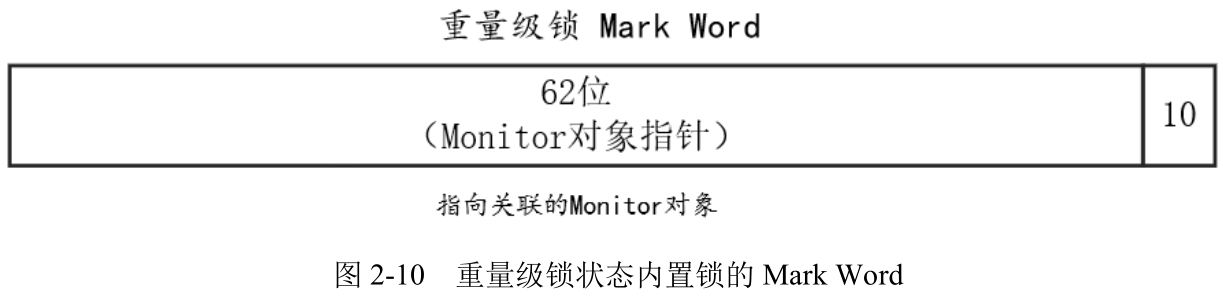 重量级锁 Mark Word
62位
（Monitor对象指针）
10
指向关联的Monitor对象
图 2-10 重量级锁状态内置锁的 Mark Word